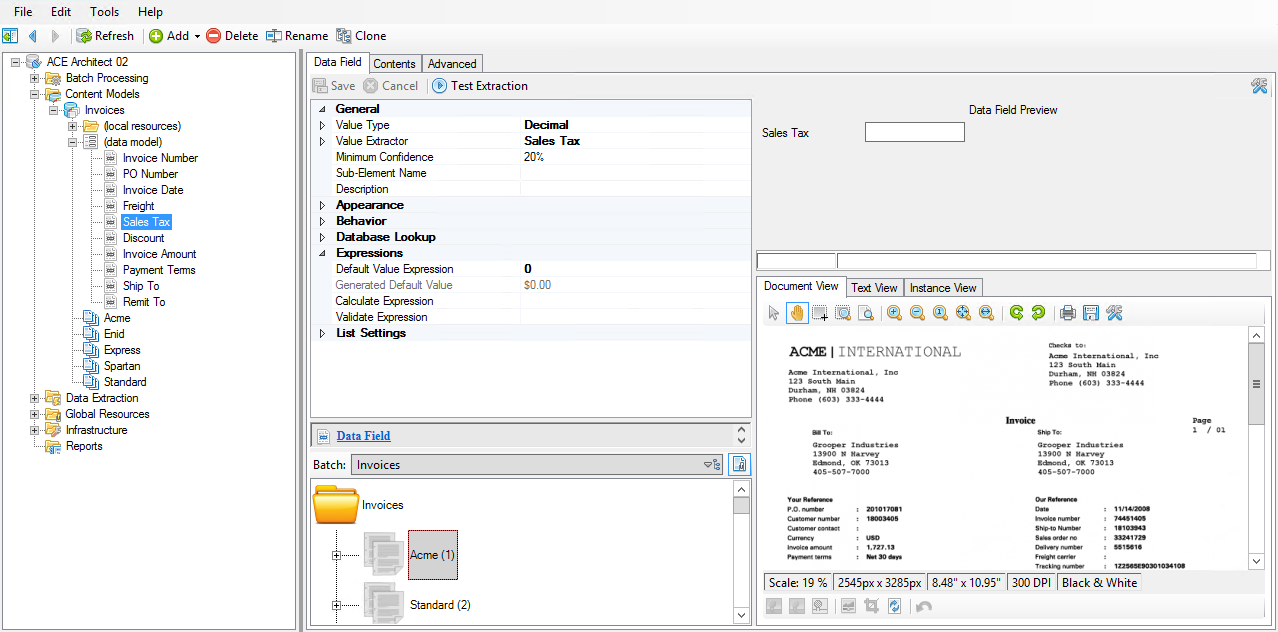 File Edit Tools Help
Refresh Add Delete Rename Clone
ACE Architect 02
Batch Processing
Content Models
Invoices
(local resources)
(data model)
Invoice Number
PO Number
Invoice Date
Freight
Sales Tax
Discount
Invoice Amount
Payment Terms
Ship To
Remit To
Acme
Enid
Express
Spartan
Standard
Data Extraction
Global Resources
Infrastructure
Reports
Data Field Contents Advanced
Save Cancel Test Extraction
General
Value Type Decimal
Value Extractor Sales Tax
Minimum Confidence 20%
Sub-Element Name
Description
Appearance
Behavior
Database Lookup
Expressions
Default Value Expression 0
Generated Default Value $0.00
Calculate Expression
Validate Expression
List Settings
Data Field
Batch: Invoices
Invoices
Acme (1)
Standard (2)
Data Field Preview
Sales Tax
Document View Text View Instance View
ACME | INTERNATIONAL
Acme International, Inc
123 South Main
Durham, NH 03824
Phone (603) 333-4444
Checks to:
Acme International, Inc
123 South Main
Durham, NH 03824
Phone (603) 333-4444
Invoice
Page
1 / 01
Bill To:
Grooper Industries
13900 N Harvey
Edmond, OK 73013
405-507-7000
Ship To:
Grooper Industries
13900 N Harvey
Edmond, OK 73013
405-507-7000
Your Reference
P.O. number : 201017081
Customer number : 18003405
Customer contact :
Currency : USD
Invoice amount : 1,727.13
Payment terms : Net 30 days
Our Reference
Date : 11/14/2008
Invoice number : 74451405
Ship-to Number : 18103943
Sales order no : 33241729
Delivery number : 5515616
Freight carrier :
Tracking number : 1Z2565E90301034108
Scale: 19 % 2545px x 3285px 8.48" x 10.95" 300 DPI Black & White